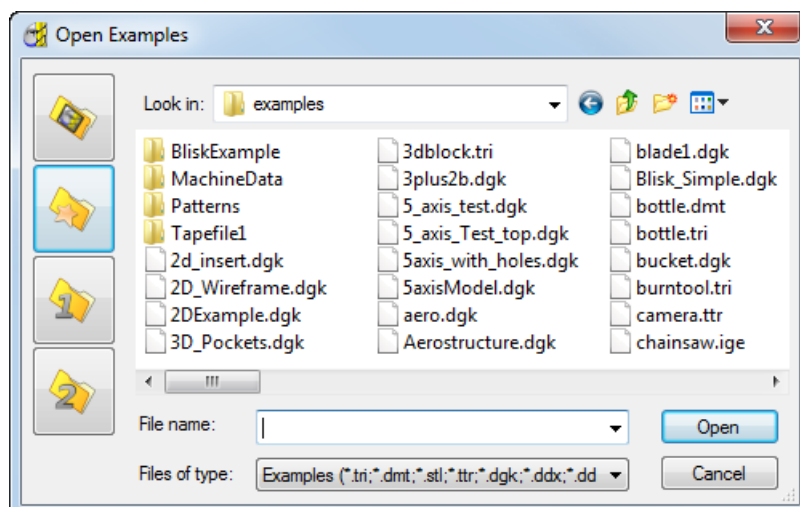 Open Examples
Look in: examples
BliskExample
MachineData
Patterns
Tapefile1
2d_insert.dgk
2D_Wireframe.dgk
2DExample.dgk
3D_Pockets.dgk
3dblock.tri
3plus2b.dgk
5_axis_test.dgk
5_axis_Test_top.dgk
5axis_with_holes.dgk
5axisModel.dgk
aero.dgk
Aerostructure.dgk
blade1.dgk
Blisk_Simple.dgk
bottle.dmt
bottle.tri
bucket.dgk
burntool.tri
camera.ttr
chainsaw.ige
1
2
File name:
Open
Files of type: Examples (*.tri;*.dmt;*.stl;*.ttr;*.dgk;*.ddx;*.dd
Cancel